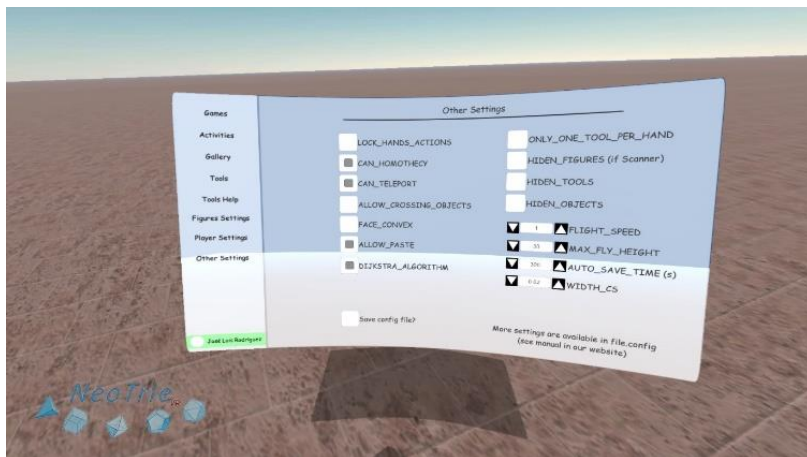 Other Settings
Games
Activities
Gallery
Tools
Tools Help
Figures Settings
Player Settings
Other Settings
José Luis Rodríguez
LOCK_HANDS_ACTIONS
CAN_HOMOTHECY
CAN_TELEPORT
ALLOW_CROSSING_OBJECTS
FACE_CONVEX
ALLOW_PASTE
DIJKSTRA_ALGORITHM
Save config file?
ONLY_ONE_TOOL_PER_HAND
HIDEN_FIGURES (if Scanner)
HIDEN_TOOLS
HIDEN_OBJECTS
1 FLIGHT_SPEED
MAX_FLY_HEIGHT
AUTO_SAVE_TIME (s)
WIDTH_CS
More settings are available in file.config
(see manual in our website)
NeoTrie
VR